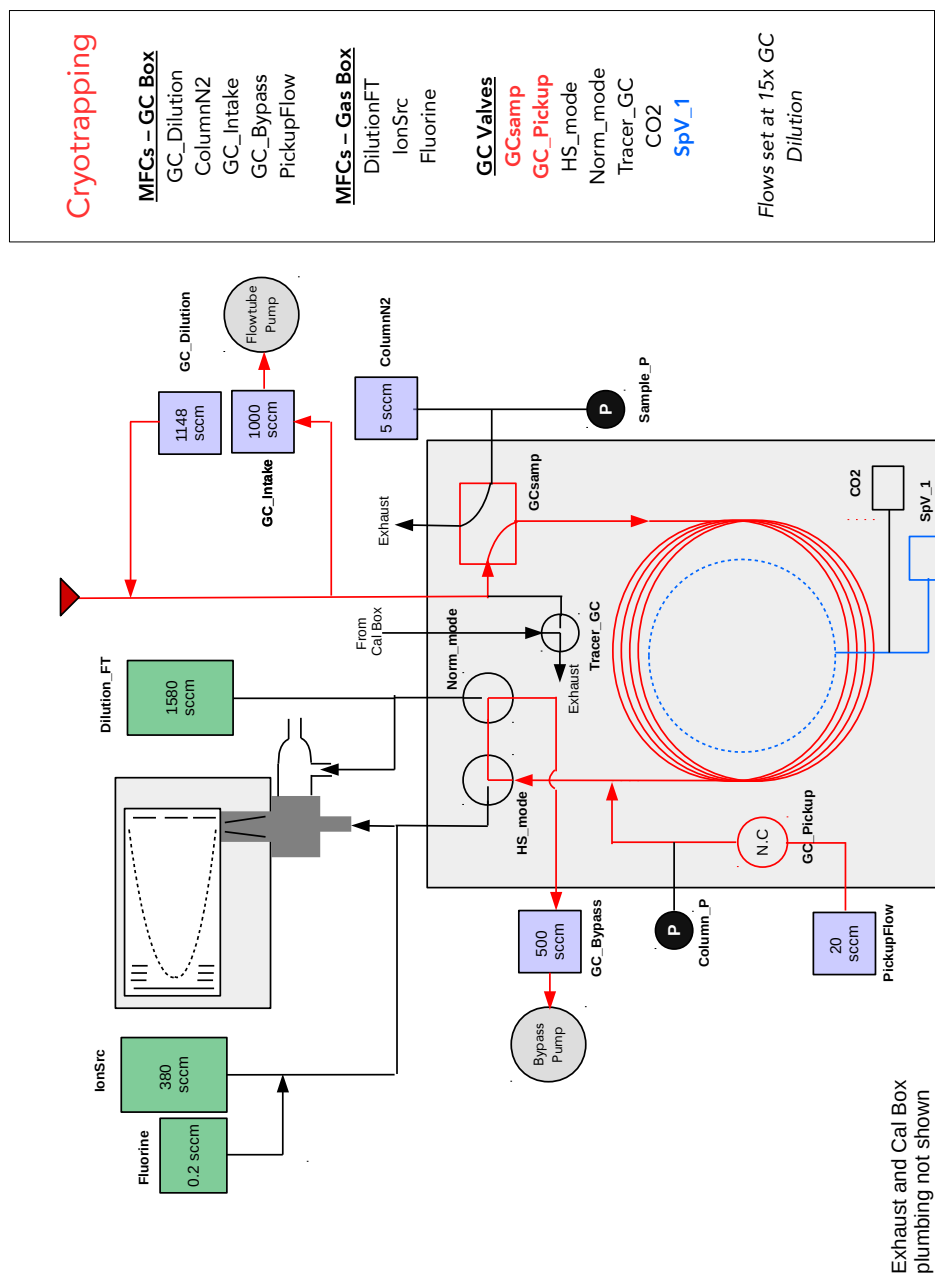 Cryotrapping
MFCs – GC Box
GC_Dilution
ColumnN2
GC_Intake
GC_Bypass
PickupFlow
MFCs – Gas Box
DilutionFT
IonSrc
Fluorine
GC Valves
GCsamp
GC_Pickup
HS_mode
Norm_mode
Tracer_GC
CO2
SpV_1
Flows set at 15x GC
Dilution
Fluorine
0.2 sccm
IonSrc
380
sccm
Dilution_FT
1580
sccm
GC_Dilution
1148
sccm
1000
sccm
GC_Intake
Flowtube
Pump
ColumnN2
5 sccm
P
Sample_P
Exhaust
GCsamp
From
Cal Box
Norm_mode
Tracer_GC
Exhaust
HS_mode
Bypass
Pump
500
sccm
GC_Bypass
P
Column_P
N.C
GC_Pickup
20
sccm
PickupFlow
CO2
SpV_1
Exhaust and Cal Box
plumbing not shown